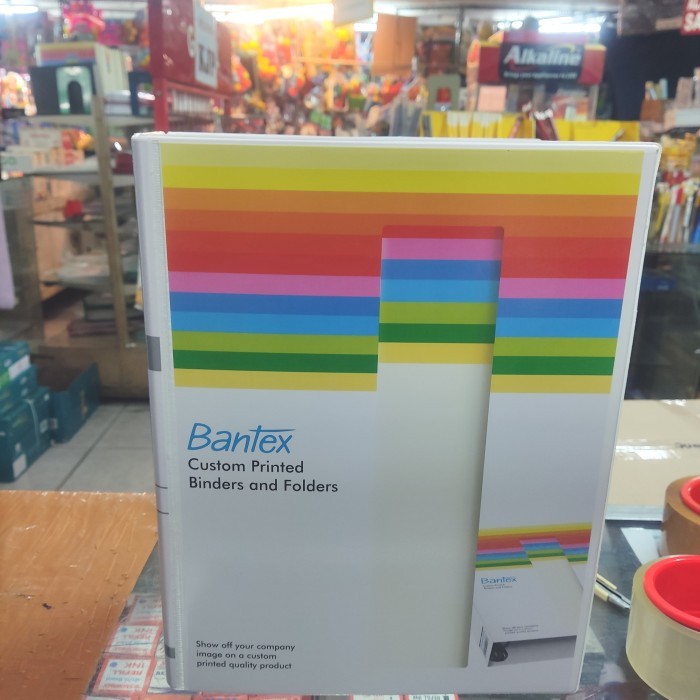 Alkaline
Bantex
Custom Printed
Binders and Folders
Show off your company
image on a custom
printed quality product
Bantex